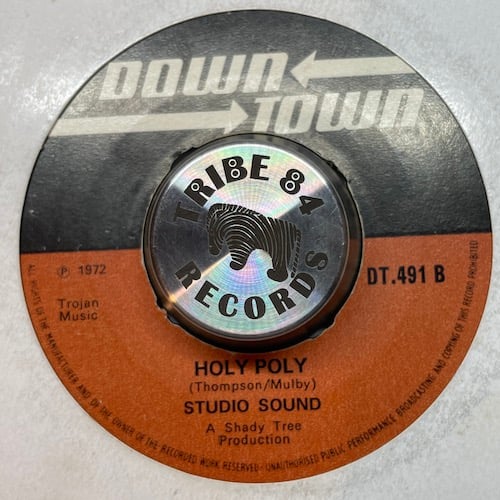 DOWN
TOWN
TRIBE 84
RECORDS
℗ 1972
DT.491 B
Trojan
Music
HOLY POLY
(Thompson/Mulby)
STUDIO SOUND
A Shady Tree
Production
ALL RIGHTS OF THE MANUFACTURER AND OF THE OWNER OF THE RECORDED WORK RESERVED - UNAUTHORISED PUBLIC PERFORMANCE BROADCASTING AND COPYING OF THIS RECORD PROHIBITED